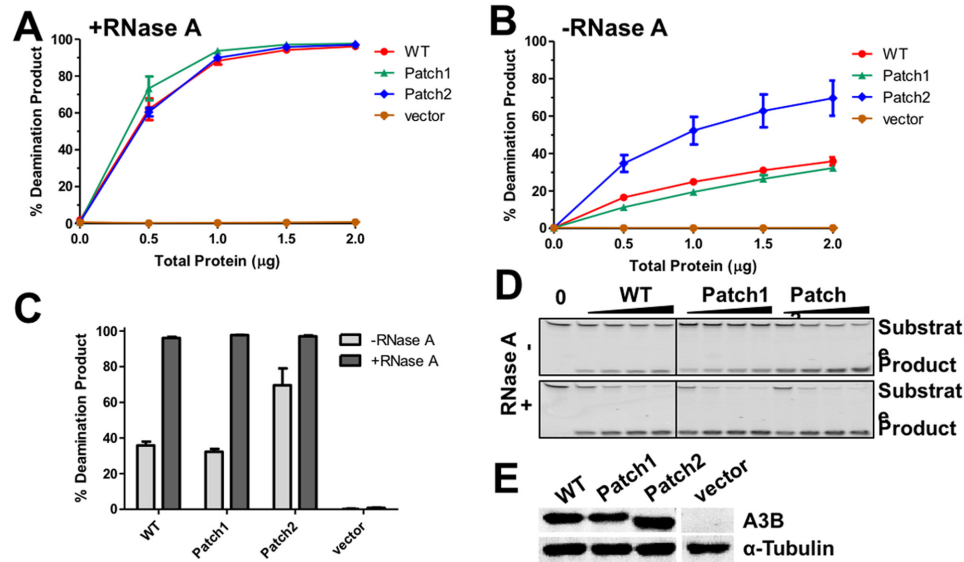 A
+RNase A
% Deamination Product
100
80
60
40
20
0
0.0 0.5 1.0 1.5 2.0
Total Protein (µg)
WT
Patch1
Patch2
vector
B
-RNase A
% Deamination Product
100
80
60
40
20
0
0.0 0.5 1.0 1.5 2.0
Total Protein (µg)
WT
Patch1
Patch2
vector
C
% Deamination Product
100
80
60
40
20
0
WT Patch1 Patch2 vector
-RNase A
+RNase A
D
0 WT Patch1 Patch
RNase A
-
+
Substrat
e
Product
Substrat
e
Product
E
WT Patch1 Patch2 vector
A3B
α-Tubulin